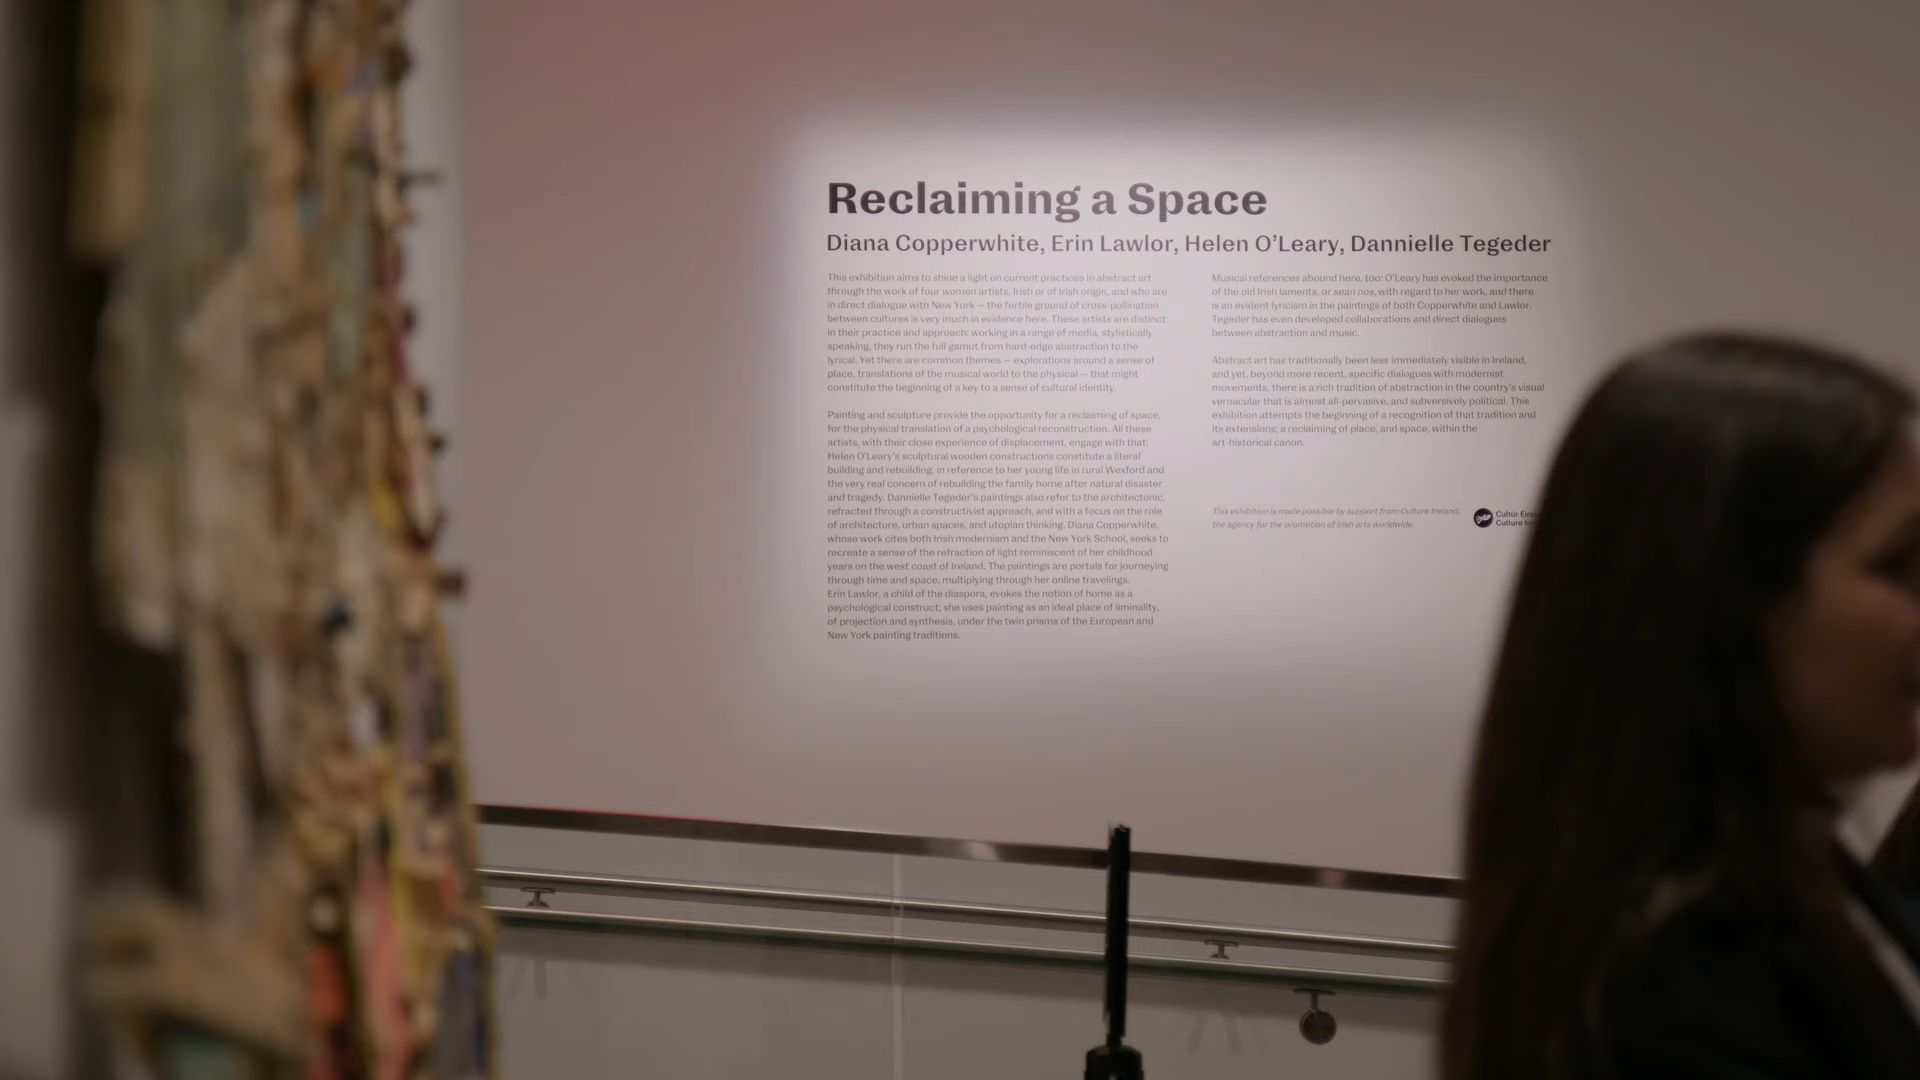 Reclaiming a Space
Diana Copperwhite, Erin Lawlor, Helen O’Leary, Dannielle Tegeder
This exhibition aims to shine a light on current practices in abstract art
through the work of four women artists, Irish or of Irish origin, and who are
in direct dialogue with New York — the fertile ground of cross-pollination
between cultures is very much in evidence here. These artists are distinct
in their practice and approach: working in a range of media, stylistically
speaking, they run the full gamut from hard-edge abstraction to the
lyrical. Yet there are common themes — explorations around a sense of
place, translations of the musical world to the physical — that might
constitute the beginning of a key to a sense of cultural identity.
Painting and sculpture provide the opportunity for a reclaiming of space,
for the physical translation of a psychological reconstruction. All these
artists, with their close experience of displacement, engage with that:
Helen O’Leary’s sculptural wooden constructions constitute a literal
building and rebuilding, in reference to her young life in rural Wexford and
the very real concern of rebuilding the family home after natural disaster
and tragedy. Dannielle Tegeder’s paintings also refer to the architectonic,
refracted through a constructivist approach, and with a focus on the role
of architecture, urban spaces, and utopian thinking. Diana Copperwhite,
whose work cites both Irish modernism and the New York School, seeks to
recreate a sense of the refraction of light reminiscent of her childhood
years on the west coast of Ireland. The paintings are portals for journeying
through time and space, multiplying through her online travelings.
Erin Lawlor, a child of the diaspora, evokes the notion of home as a
psychological construct; she uses painting as an ideal place of liminality,
of projection and synthesis, under the twin prisms of the European and
New York painting traditions.
Musical references abound here, too: O’Leary has evoked the importance
of the old Irish laments, or sean nos, with regard to her work, and there
is an evident lyricism in the paintings of both Copperwhite and Lawlor.
Tegeder has even developed collaborations and direct dialogues
between abstraction and music.
Abstract art has traditionally been less immediately visible in Ireland,
and yet, beyond more recent, specific dialogues with modernist
movements, there is a rich tradition of abstraction in the country’s visual
vernacular that is almost all-pervasive, and subversively political. This
exhibition attempts the beginning of a recognition of that tradition and
its extensions; a reclaiming of place, and space, within the
art-historical canon.
This exhibition is made possible by support from Culture Ireland,
the agency for the promotion of Irish arts worldwide.
Cultúr
Culture